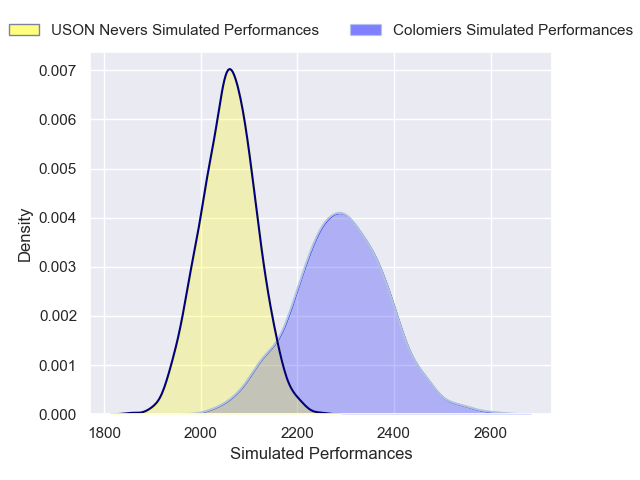 USON Nevers Simulated Performances Colomiers Simulated Performances
0.007
0.006
0.005
0.004
0.003
0.002
0.001
0.000
Density
1800 2000 2200 2400 2600
Simulated Performances